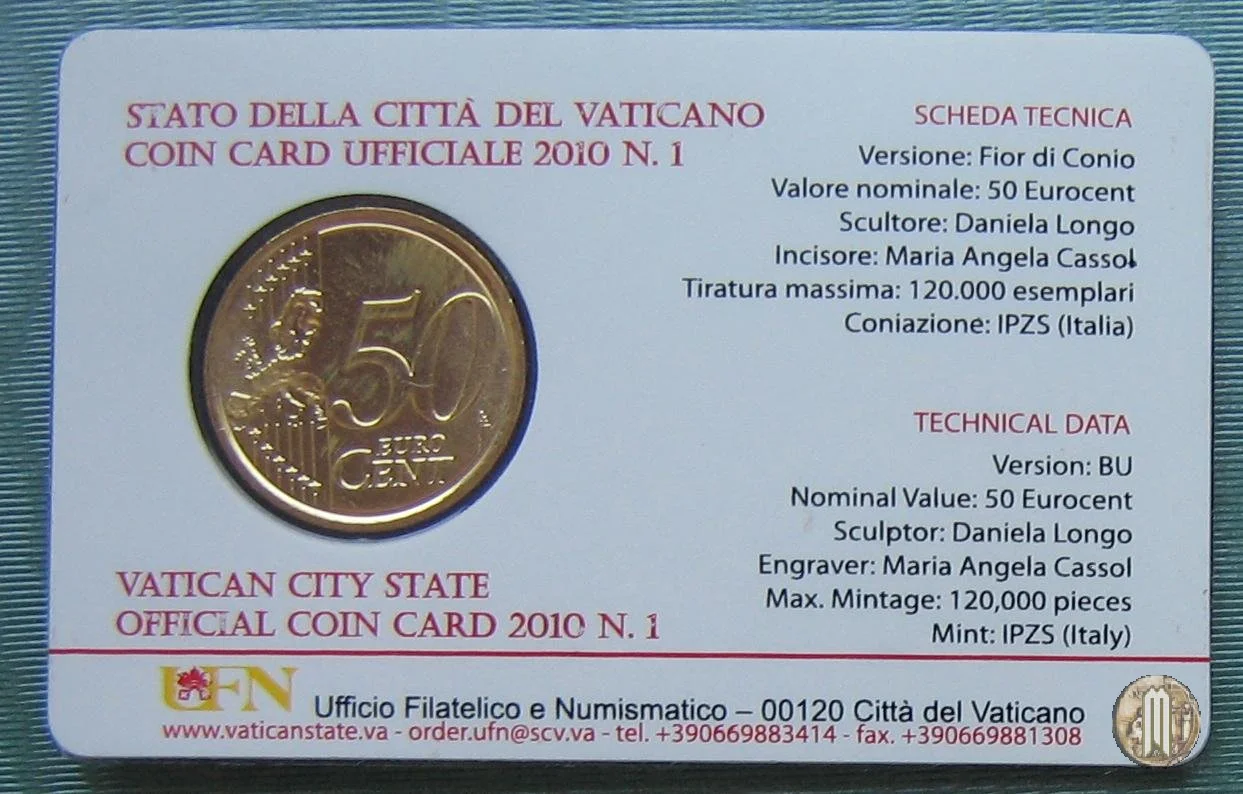 STATO DELLA CITTÀ DEL VATICANO
COIN CARD UFFICIALE 2010 N. 1
50
EURO
CENT
VATICAN CITY STATE
OFFICIAL COIN CARD 2010 N. 1
SCHEDA TECNICA
Versione: Fior di Conio
Valore nominale: 50 Eurocent
Scultore: Daniela Longo
Incisore: Maria Angela Cassol
Tiratura massima: 120.000 esemplari
Coniazione: IPZS (Italia)
TECHNICAL DATA
Version: BU
Nominal Value: 50 Eurocent
Sculptor: Daniela Longo
Engraver: Maria Angela Cassol
Max. Mintage: 120,000 pieces
Mint: IPZS (Italy)
UFN Ufficio Filatelico e Numismatico – 00120 Città del Vaticano
www.vaticanstate.va - order.ufn@scv.va - tel. +390669883414 - fax. +390669881308